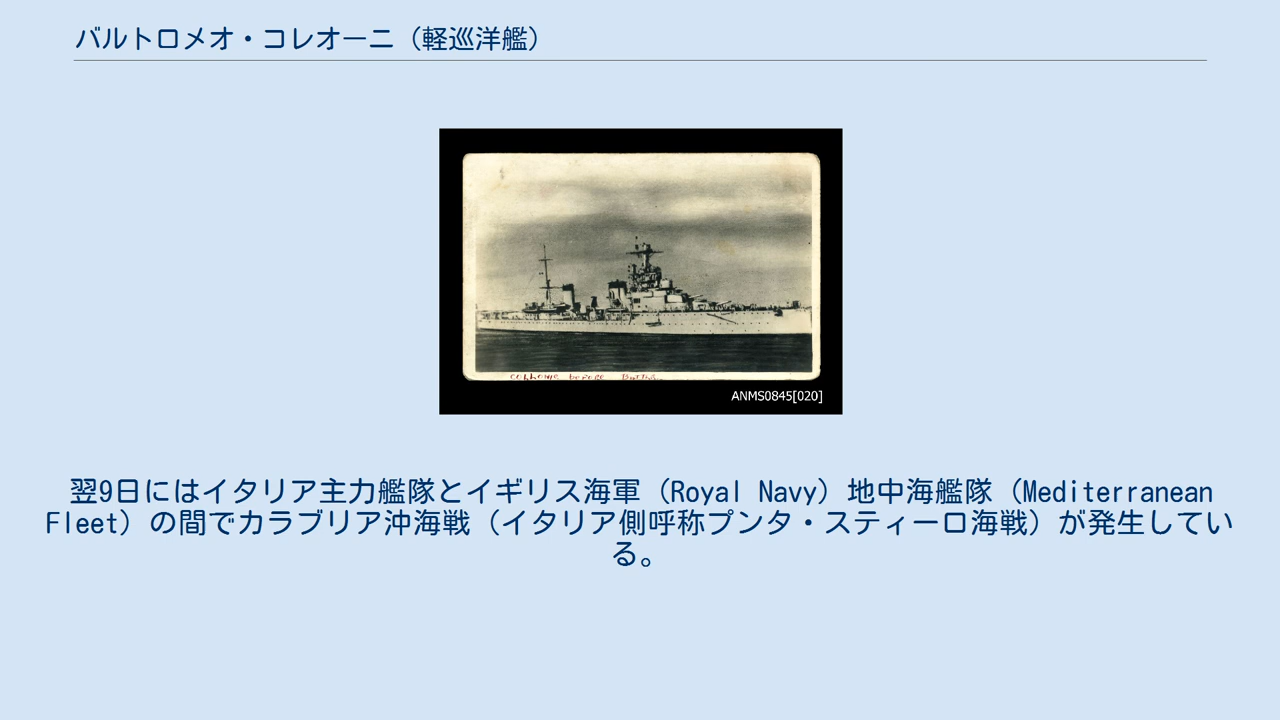 バルトロメオ・コレオーニ（軽巡洋艦）
before
ANMS0845[020]
翌9日にはイタリア主力艦隊とイギリス海軍（Royal Navy）地中海艦隊（Mediterranean
Fleet）の間でカラブリア沖海戦（イタリア側呼称プンタ・スティーロ海戦）が発生してい
る。